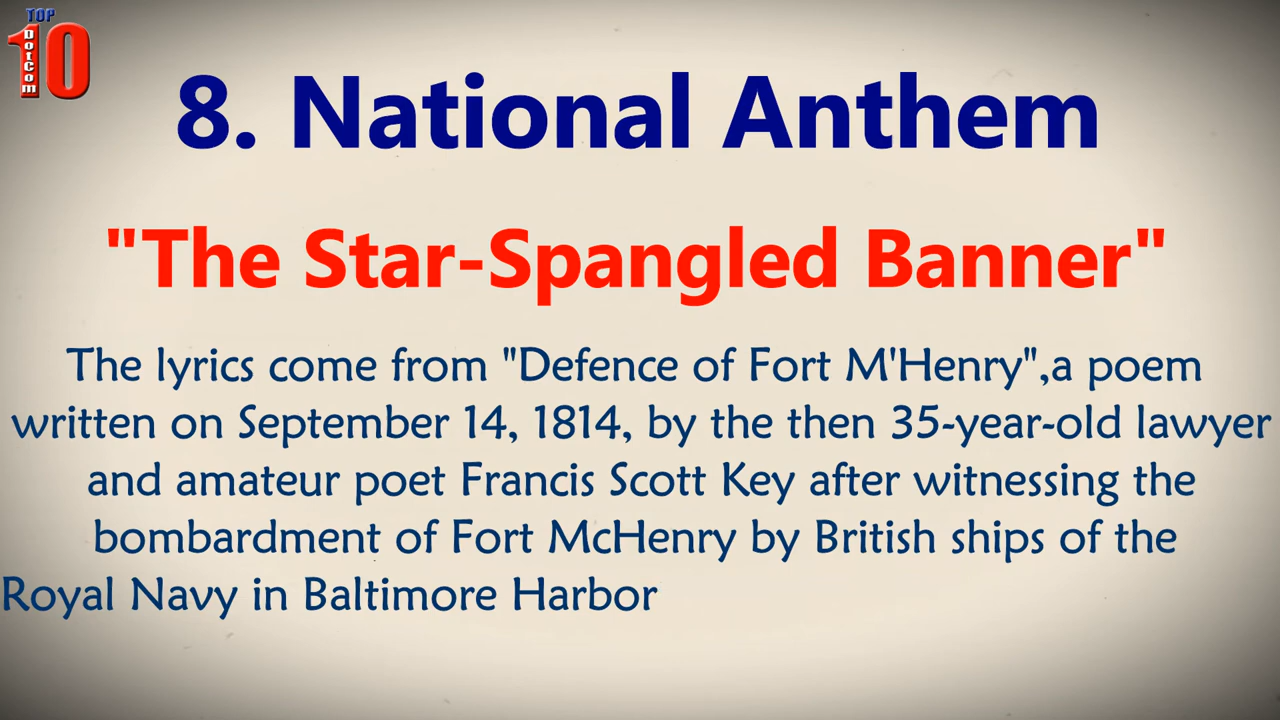 TOP
10
DotCom
8. National Anthem
"The Star-Spangled Banner"
The lyrics come from "Defence of Fort M'Henry",a poem
written on September 14, 1814, by the then 35-year-old lawyer
and amateur poet Francis Scott Key after witnessing the
bombardment of Fort McHenry by British ships of the
Royal Navy in Baltimore Harbor